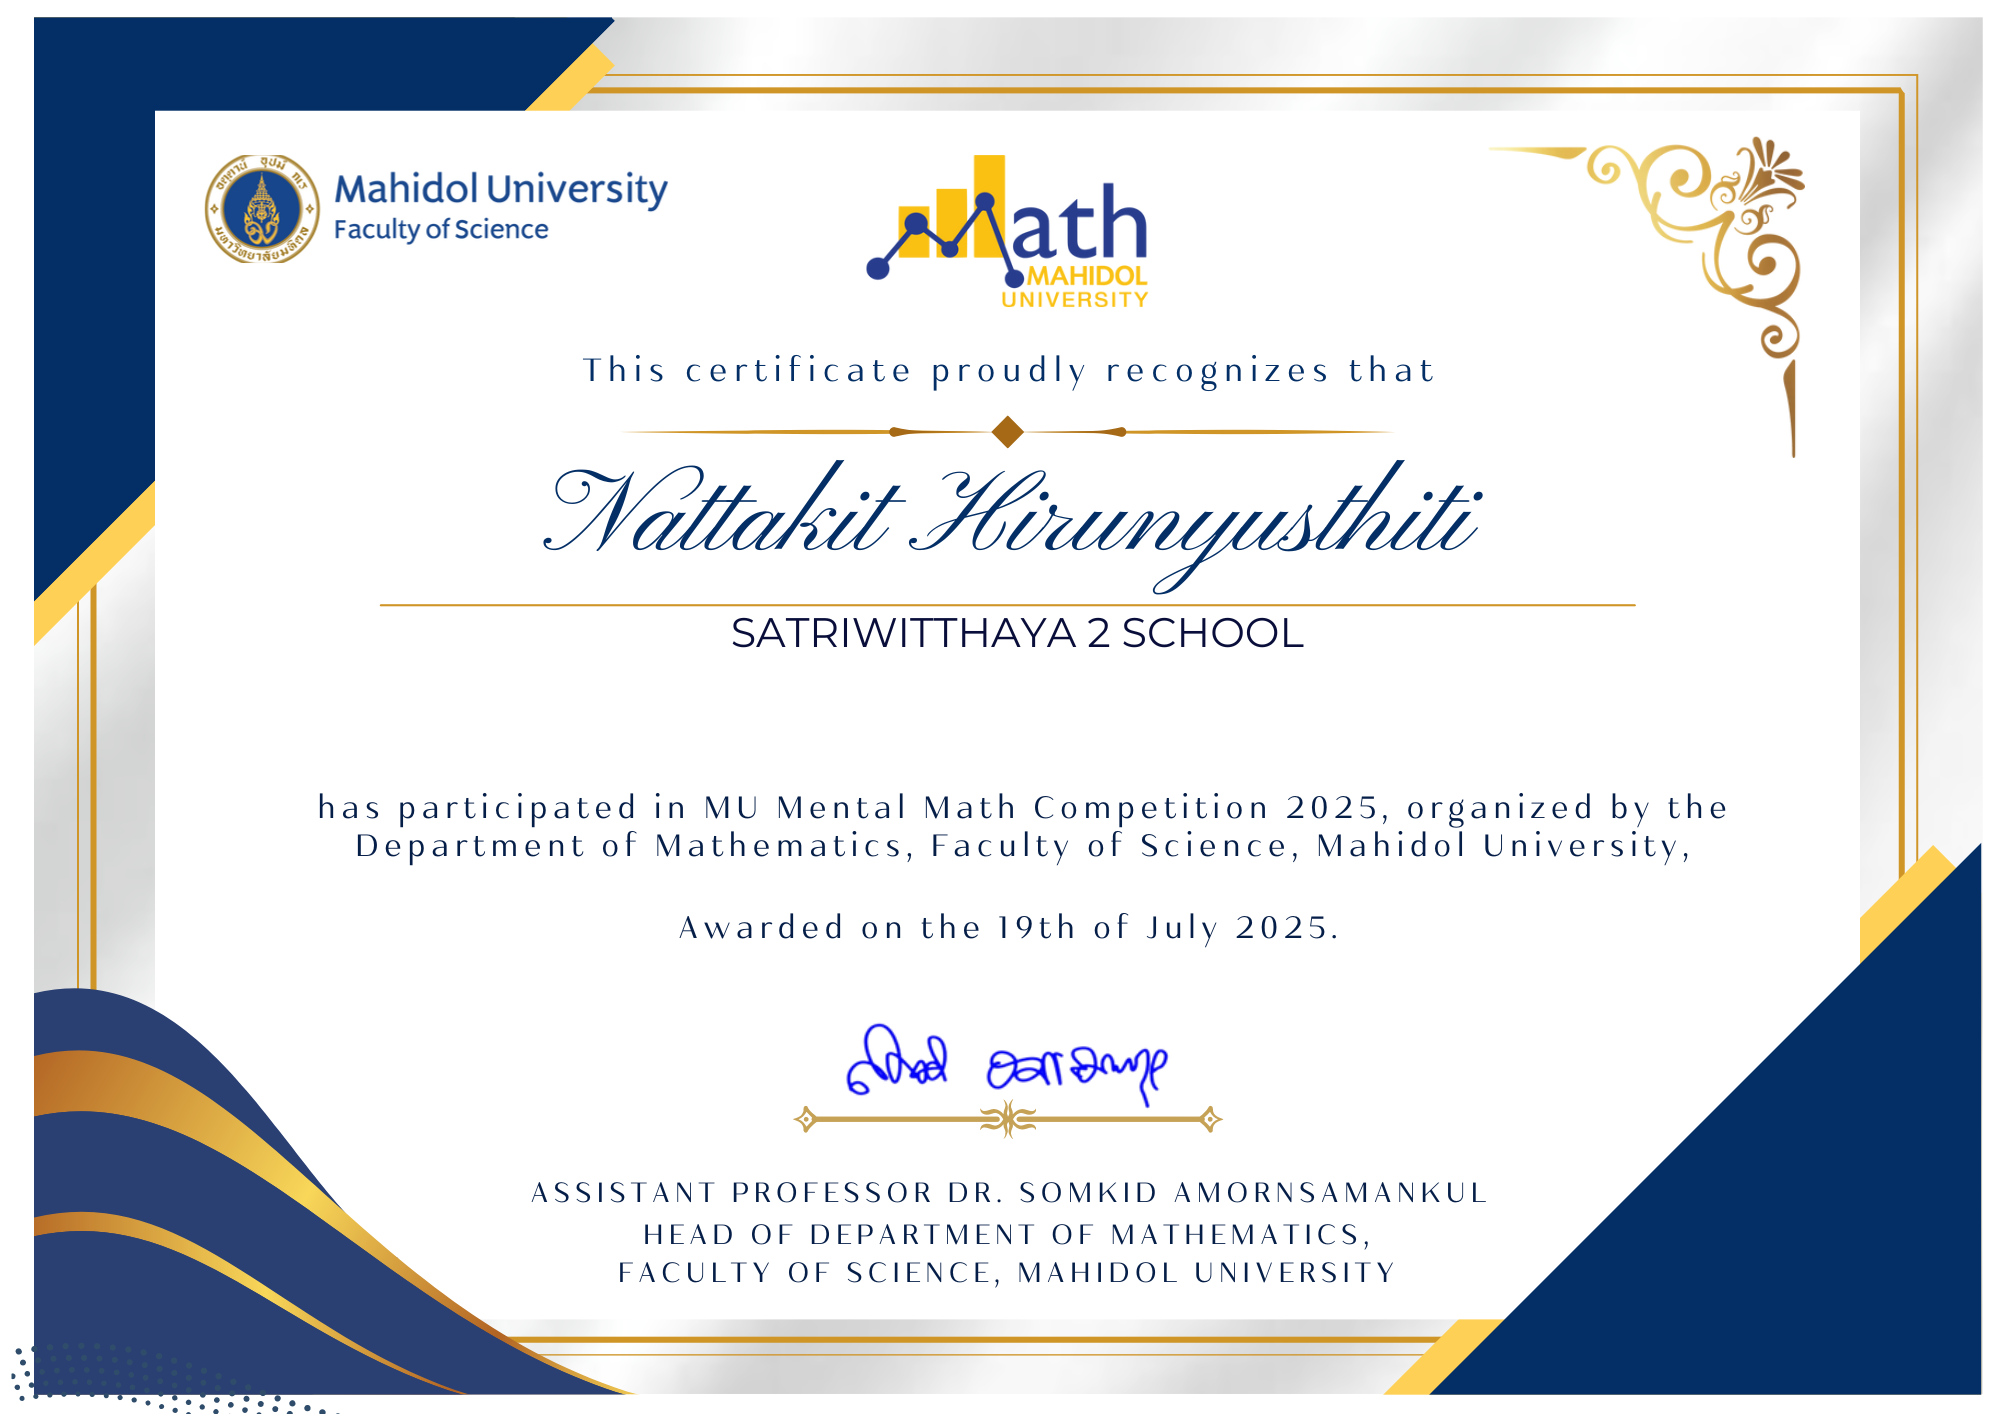 Mahidol University
Faculty of Science
Math
MAHIDOL
UNIVERSITY
This certificate proudly recognizes that
Nattakit Hirunyusthiti
SATRIWITTHAYA 2 SCHOOL
has participated in MU Mental Math Competition 2025, organized by the
Department of Mathematics, Faculty of Science, Mahidol University,
Awarded on the 19th of July 2025.
ASSISTANT PROFESSOR DR. SOMKID AMORNSAMANKUL
HEAD OF DEPARTMENT OF MATHEMATICS,
FACULTY OF SCIENCE, MAHIDOL UNIVERSITY